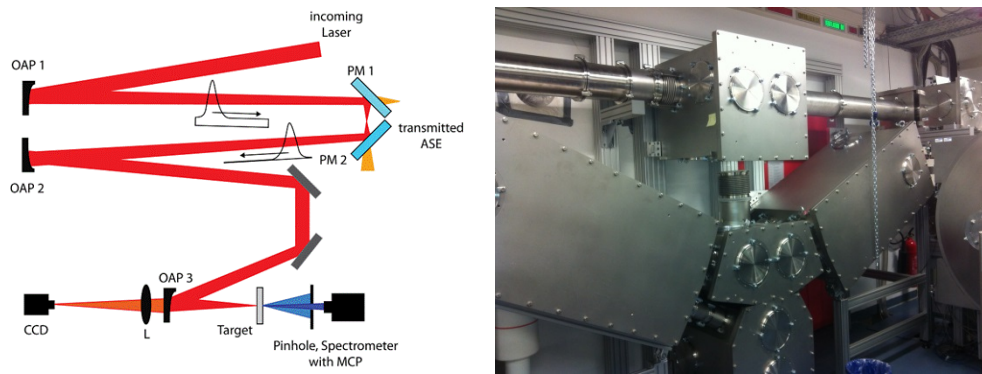 incoming
Laser
OAP 1
PM 1
transmitted
ASE
PM 2
OAP 2
OAP 3
CCD
L
Target
Pinhole, Spectrometer
with MCP